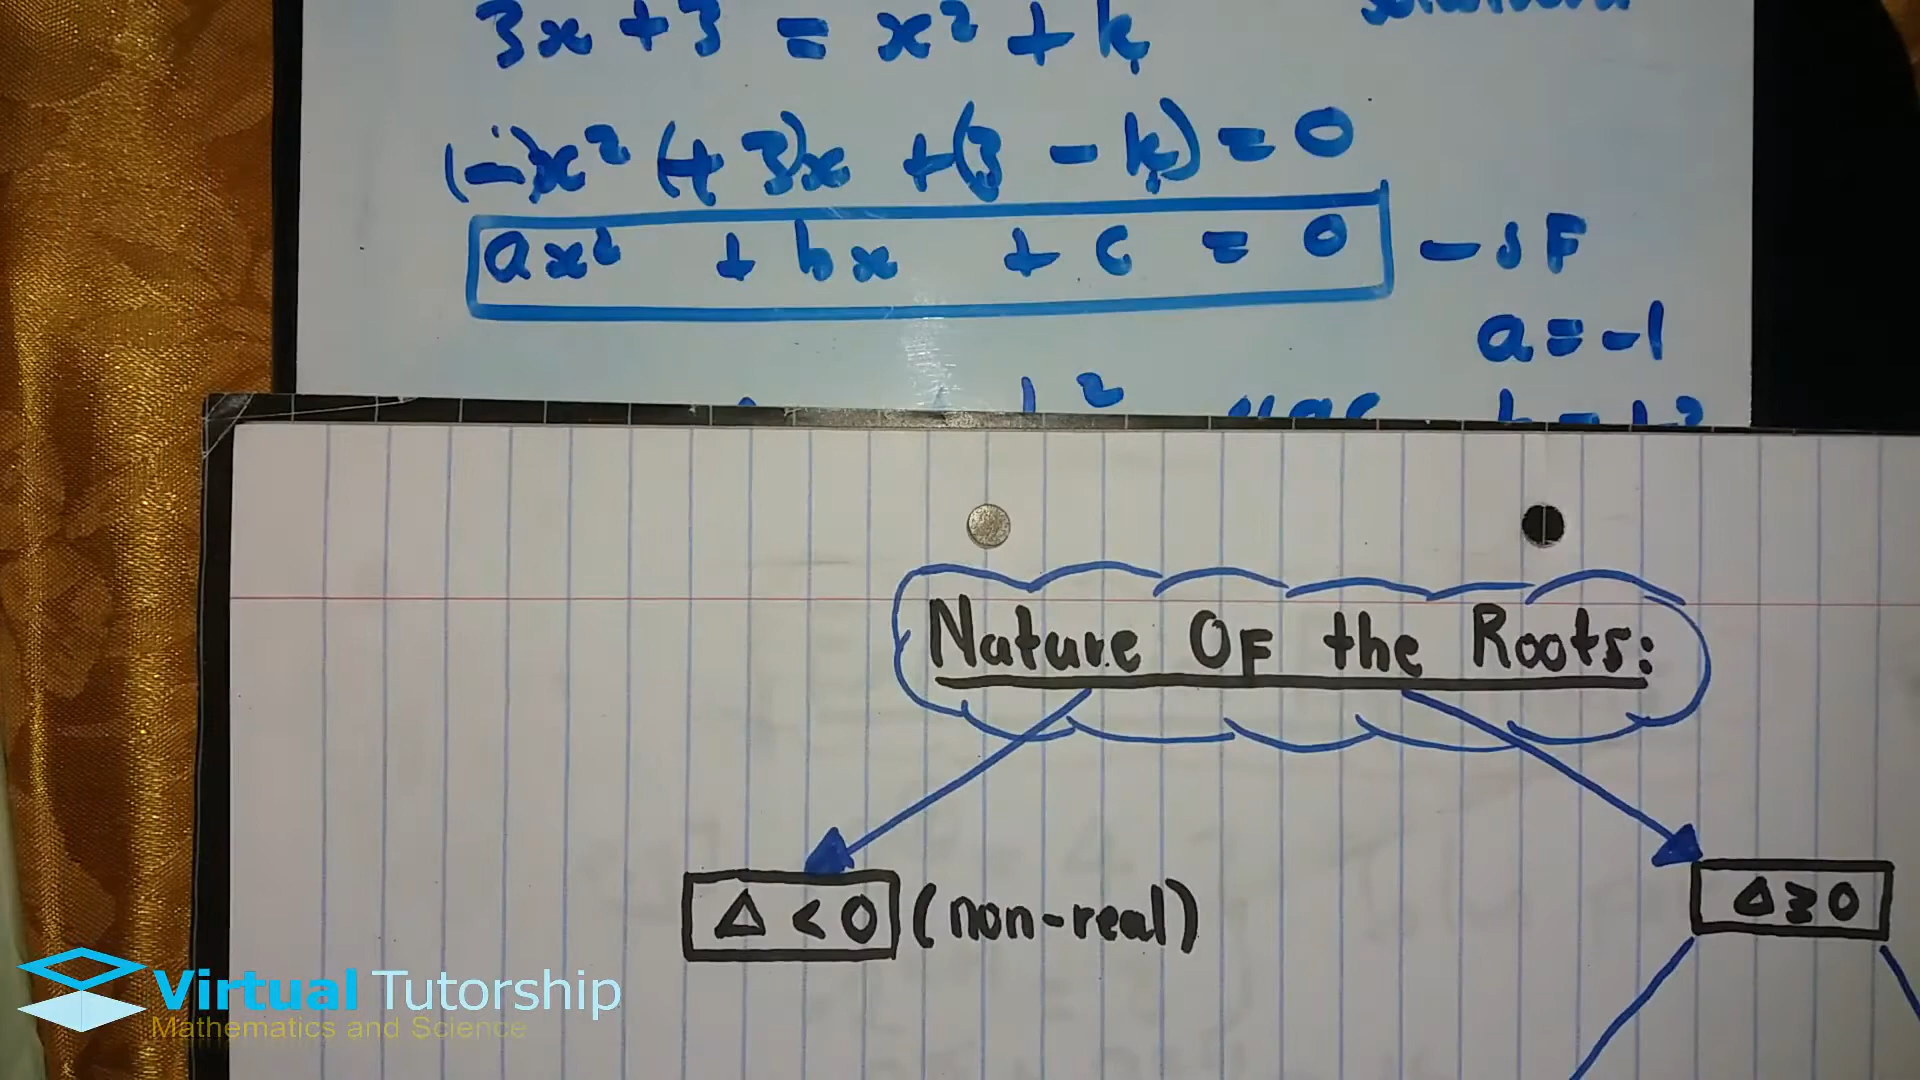 3x + 3 = x² + k
(-)x² (+ 3)x + (3 - k) = 0
ax² + bx + c = 0 - SF
a = -1
Nature OF the Roots:
Δ < 0 (non-real)
Δ ≥ 0
Virtual Tutorship
Mathematics and Science